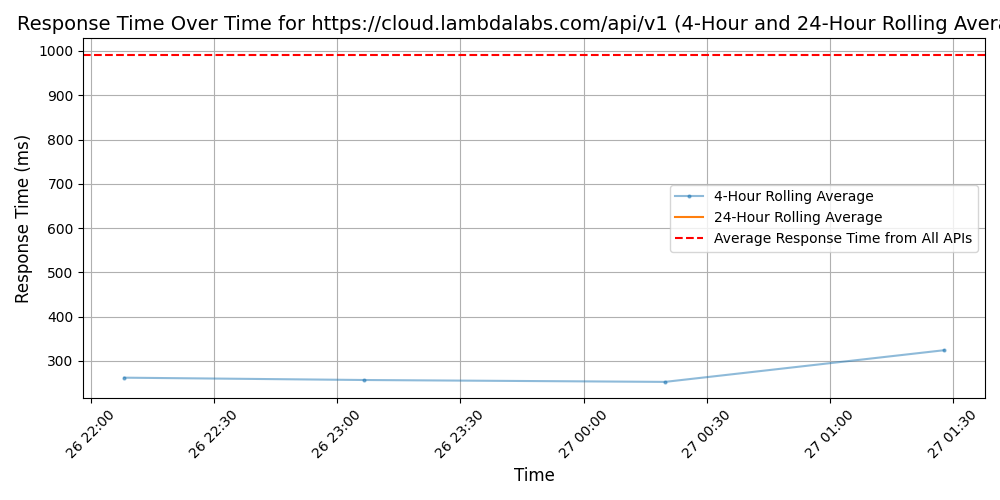 Response Time Over Time for https://cloud.lambdalabs.com/api/v1 (4-Hour and 24-Hour Rolling Avera
1000
900
800
700
600
500
400
300
Response Time (ms)
4-Hour Rolling Average
24-Hour Rolling Average
Average Response Time from All APIs
26 22:00
26 22:30
26 23:00
26 23:30
27 00:00
27 00:30
27 01:00
27 01:30
Time